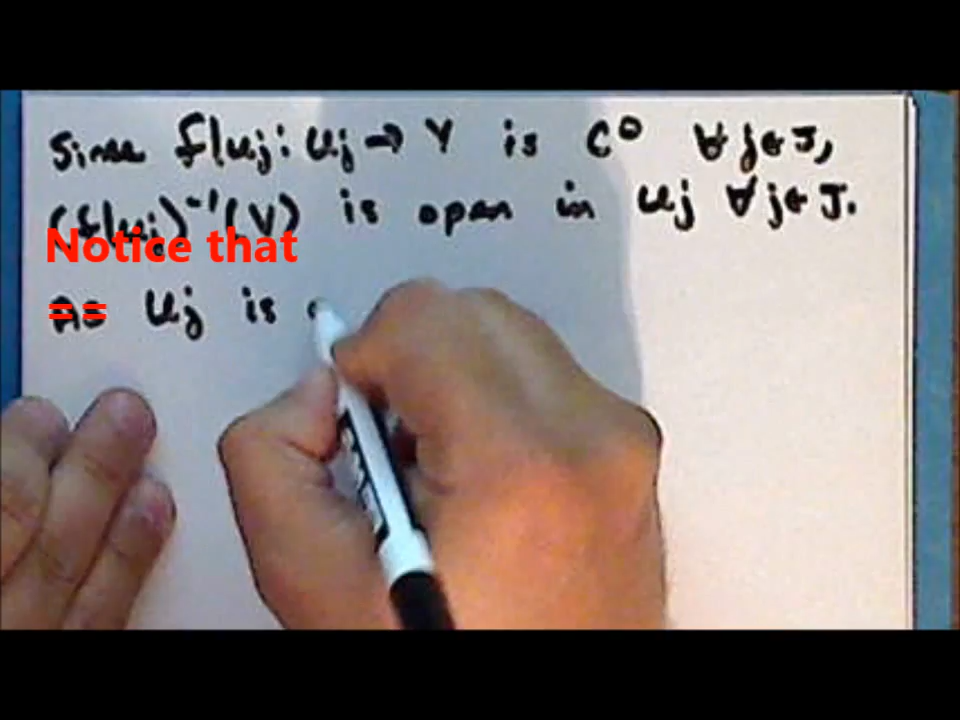 Since f|Uj: Uj → Y is C⁰ ∀ j ∈ J,
(f|Uj)⁻¹(V) is open in Uj ∀ j ∈ J.
Notice that
As Uj is